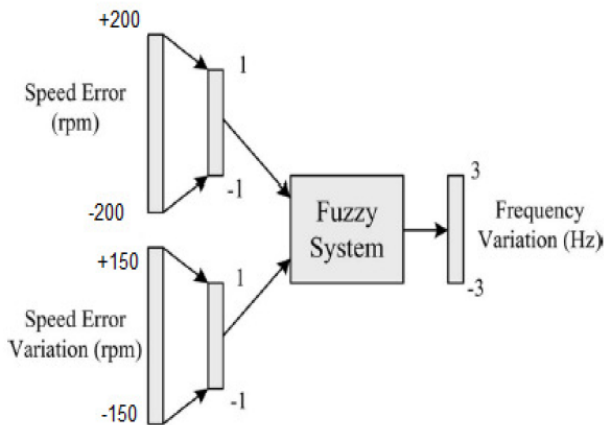 +200
1
Speed Error
(rpm)
-1
-200
Fuzzy
System
3
Frequency
Variation (Hz)
-3
+150
1
Speed Error
Variation (rpm)
-1
-150